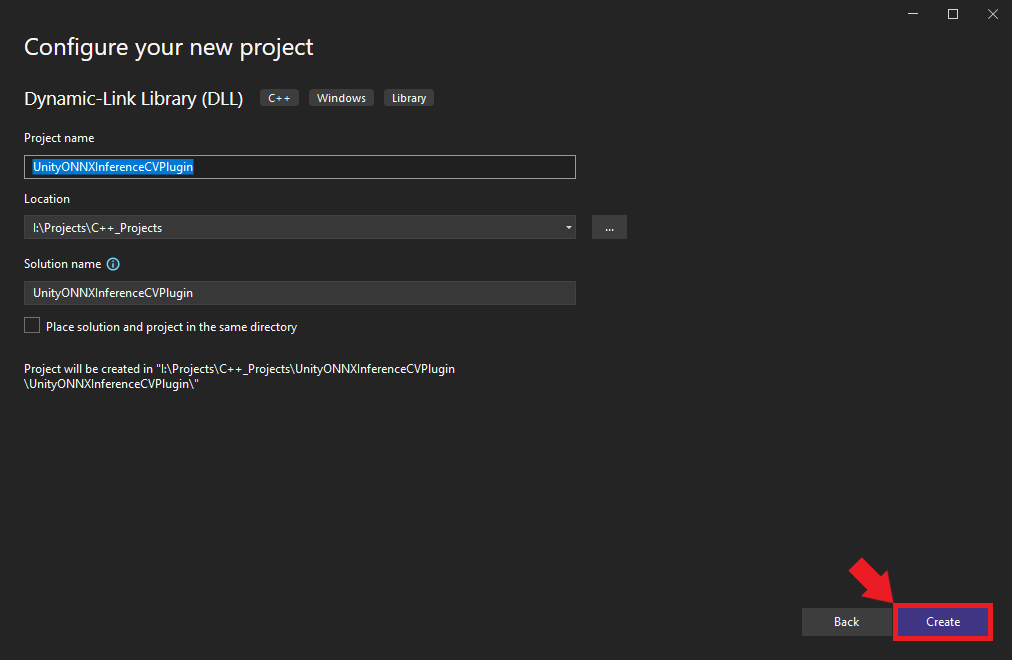 Configure your new project
Dynamic-Link Library (DLL) C++ Windows Library
Project name
UnityONNXInferenceCVPlugin
Location
I:\Projects\C++_Projects ...
Solution name
UnityONNXInferenceCVPlugin
Place solution and project in the same directory
Project will be created in "I:\Projects\C++_Projects\UnityONNXInferenceCVPlugin
\UnityONNXInferenceCVPlugin\"
Back Create